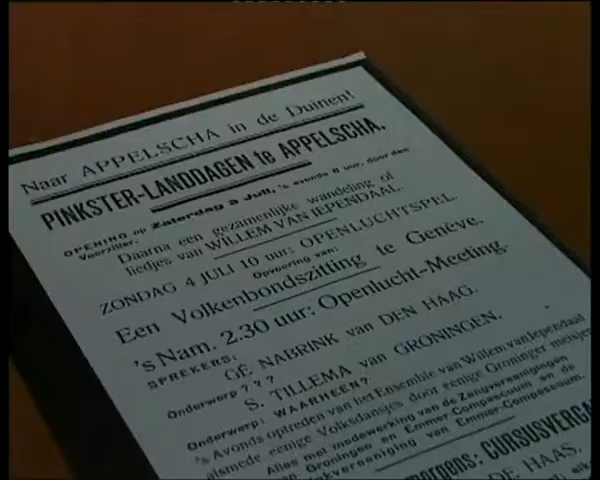 Naar APPELSCHA in de Duinen!
PINKSTER-LANDDAGEN te APPELSCHA.
OPENING op Zaterdag 3 Juli, 's avonds 8 uur, door den
Voorzitter.
Daarna een gezamenlijke wandeling of
liedjes van WILLEM VAN IEPENDAAL.
ZONDAG 4 JULI 10 uur: OPENLUCHTSPEL.
Opvoering van:
Een Volkenbondszitting te Genève.
's Nam. 2.30 uur: Openlucht-Meeting.
SPREKERS:
GÉ NABRINK van DEN HAAG.
Onderwerp ? ? ?
S. TILLEMA van GRONINGEN.
Onderwerp: WAARHEEN?
's Avonds optreden van het Ensemble van Willem van Iependaal
alsmede eenige Volksdansjes door eenige Groninger meisjes
Alles met medewerking van de Zangvereenigingen
van Groningen en Emmer-Compascuum en de
Muziekvereeniging van Emmer-Compascuum.
morgens: CURSUSVERGA
DE HAAS.